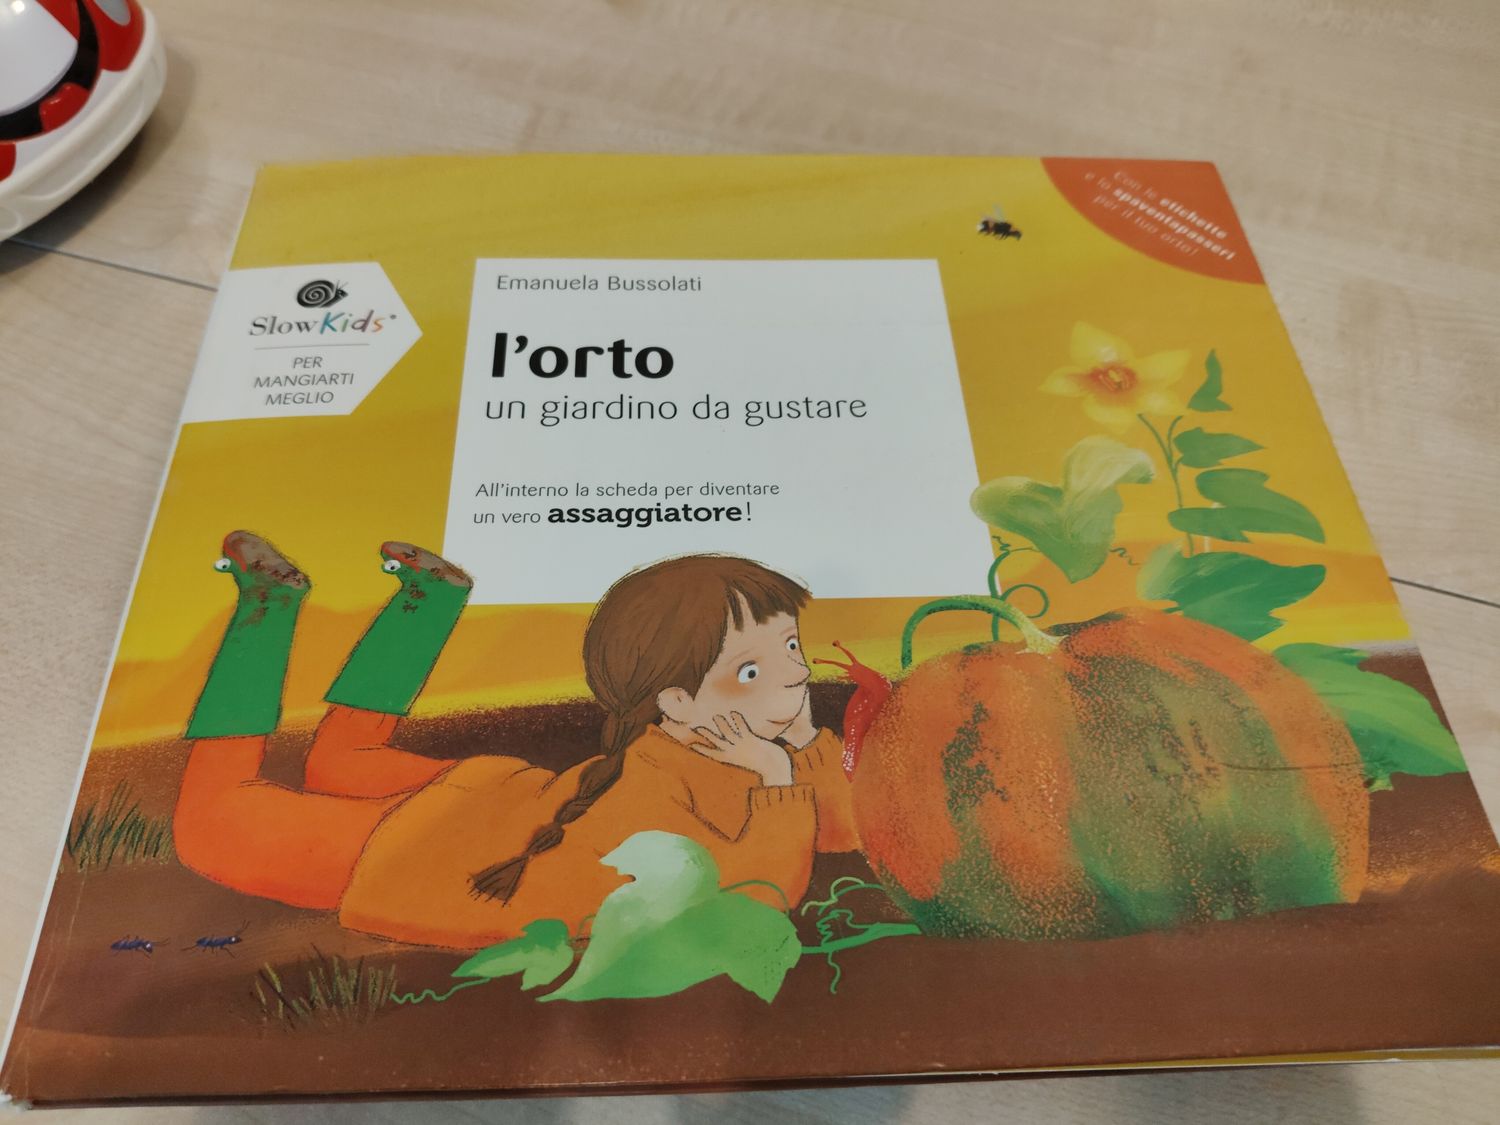 Con le etichette
e lo spaventapasseri
per il tuo orto!
Emanuela Bussolati
SlowKids®
PER
MANGIARTI
MEGLIO
l'orto
un giardino da gustare
All'interno la scheda per diventare
un vero assaggiatore!